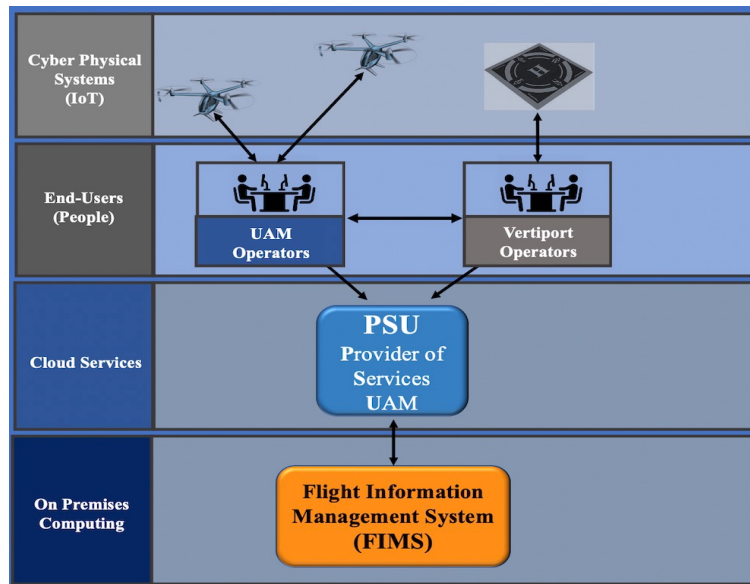 Cyber Physical
Systems
(IoT)
H
End-Users
(People)
UAM
Operators
Vertiport
Operators
Cloud Services
PSU
Provider of
Services
UAM
On Premises
Computing
Flight Information
Management System
(FIMS)